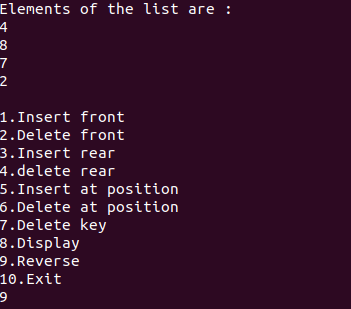 Elements of the list are :
4
8
7
2
1.Insert front
2.Delete front
3.Insert rear
4.delete rear
5.Insert at position
6.Delete at position
7.Delete key
8.Display
9.Reverse
10.Exit
9